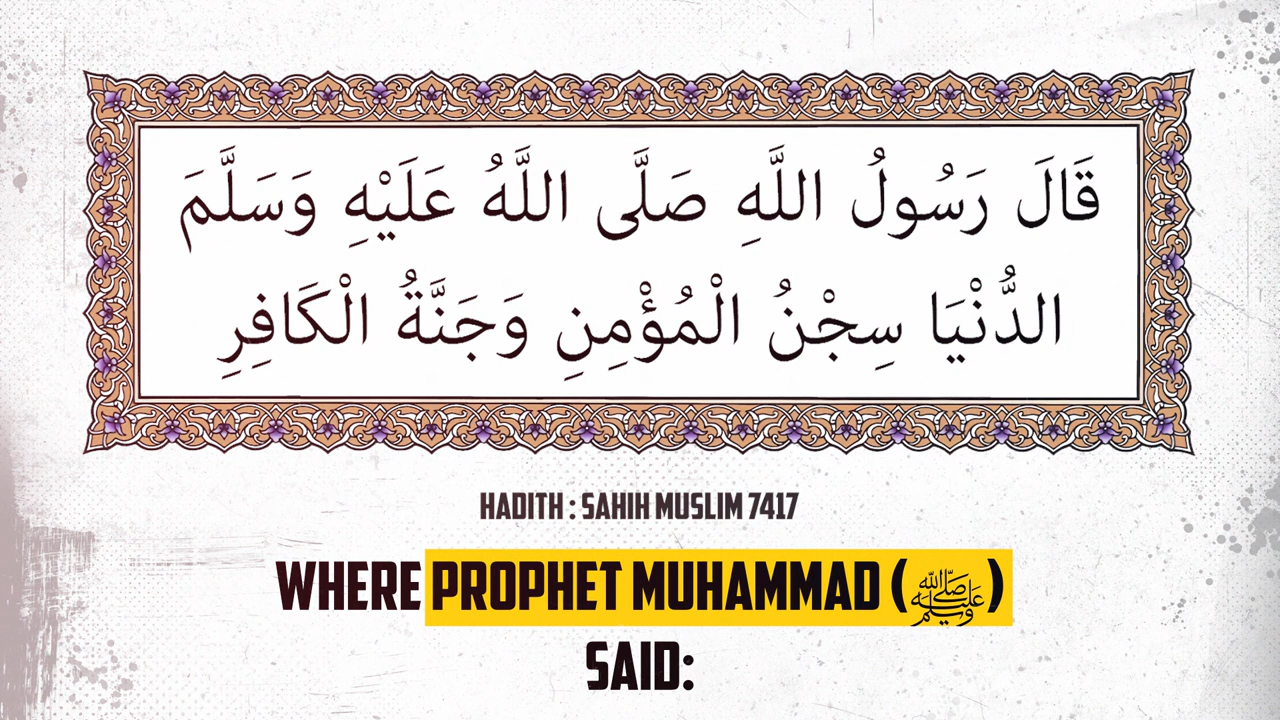 قَالَ رَسُولُ اللَّهِ صَلَّى اللَّهُ عَلَيْهِ وَسَلَّمَ
الدُّنْيَا سِجْنُ الْمُؤْمِنِ وَجَنَّةُ الْكَافِرِ
HADITH : SAHIH MUSLIM 7417
WHERE PROPHET MUHAMMAD (ﷺ)
SAID: